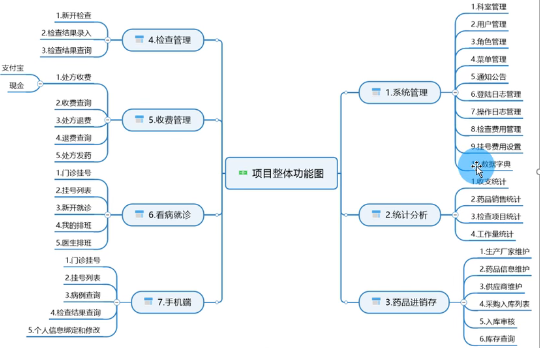 项目整体功能图
1.系统管理
1.科室管理
2.用户管理
3.角色管理
4.菜单管理
5.通知公告
6.登陆日志管理
7.操作日志管理
8.检查费用管理
9.挂号费用设置
数据字典
2.统计分析
1.收支统计
2.药品销售统计
3.检查项目统计
4.工作量统计
3.药品进销存
1.生产厂家维护
2.药品信息维护
3.供应商维护
4.采购入库列表
5.入库审核
6.库存查询
4.检查管理
1.新开检查
2.检查结果录入
3.检查结果查询
5.收费管理
1.处方收费
支付宝
现金
2.收费查询
3.处方退费
4.退费查询
5.处方发药
6.看病就诊
1.门诊挂号
2.挂号列表
3.新开就诊
4.我的排班
5.医生排班
7.手机端
1.门诊挂号
2.挂号列表
3.病例查询
4.检查结果查询
5.个人信息绑定和修改